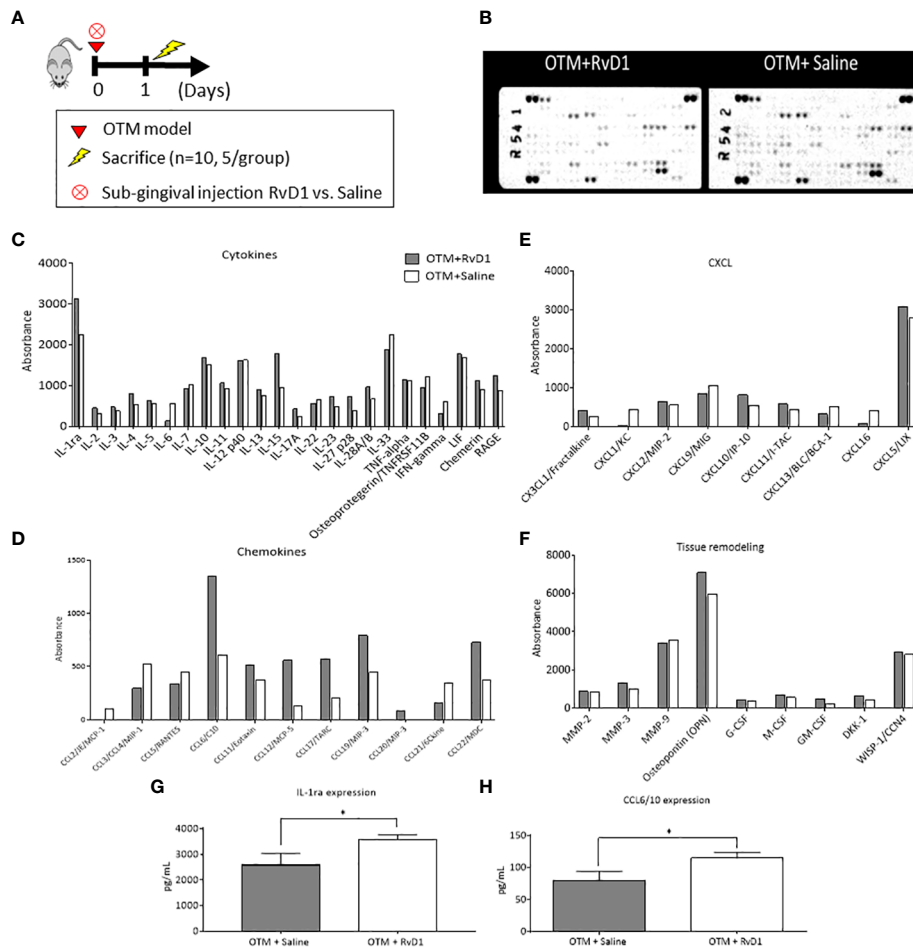 A
0 1 (Days)
OTM model
Sacrifice (n=10, 5/group)
Sub-gingival injection RvD1 vs. Saline
B
OTM+RvD1 OTM+ Saline
R 54 1
R 54 2
C
Cytokines
OTM+RvD1
OTM+Saline
Absorbance
4000
3000
2000
1000
0
IL-1ra
IL-2
IL-3
IL-4
IL-5
IL-6
IL-7
IL-10
IL-11
IL-12 p40
IL-13
IL-15
IL-17A
IL-22
IL-23
IL-27 p28
IL-28A/B
IL-33
TNF-alpha
Osteoprotegerin/TNFRSF11B
IFN-gamma
LIF
Chemerin
RAGE
E
CXCL
Absorbance
4000
3000
2000
1000
0
CX3CL1/Fractalkine
CXCL1/KC
CXCL2/MIP-2
CXCL9/MIG
CXCL10/IP-10
CXCL11/I-TAC
CXCL13/BLC/BCA-1
CXCL16
CXCL5/LIX
D
Chemokines
Absorbance
1500
1000
500
0
CCL2/JE/MCP-1
CCL3/CCL4/MIP-1
CCL5/RANTES
CCL6/C10
CCL11/Eotaxin
CCL12/MCP-5
CCL17/TARC
CCL19/MIP-3
CCL20/MIP-3
CCL21/6Ckine
CCL22/MDC
F
Tissue remodeling
Absorbance
8000
6000
4000
2000
0
MMP-2
MMP-3
MMP-9
Osteopontin (OPN)
G-CSF
M-CSF
GM-CSF
DKK-1
WISP-1/CCN4
G
IL-1ra expression
*
pg/mL
4000
3000
2000
1000
0
OTM + Saline OTM + RvD1
H
CCL6/10 expression
*
pg/mL
150
100
50
0
OTM + Saline OTM + RvD1